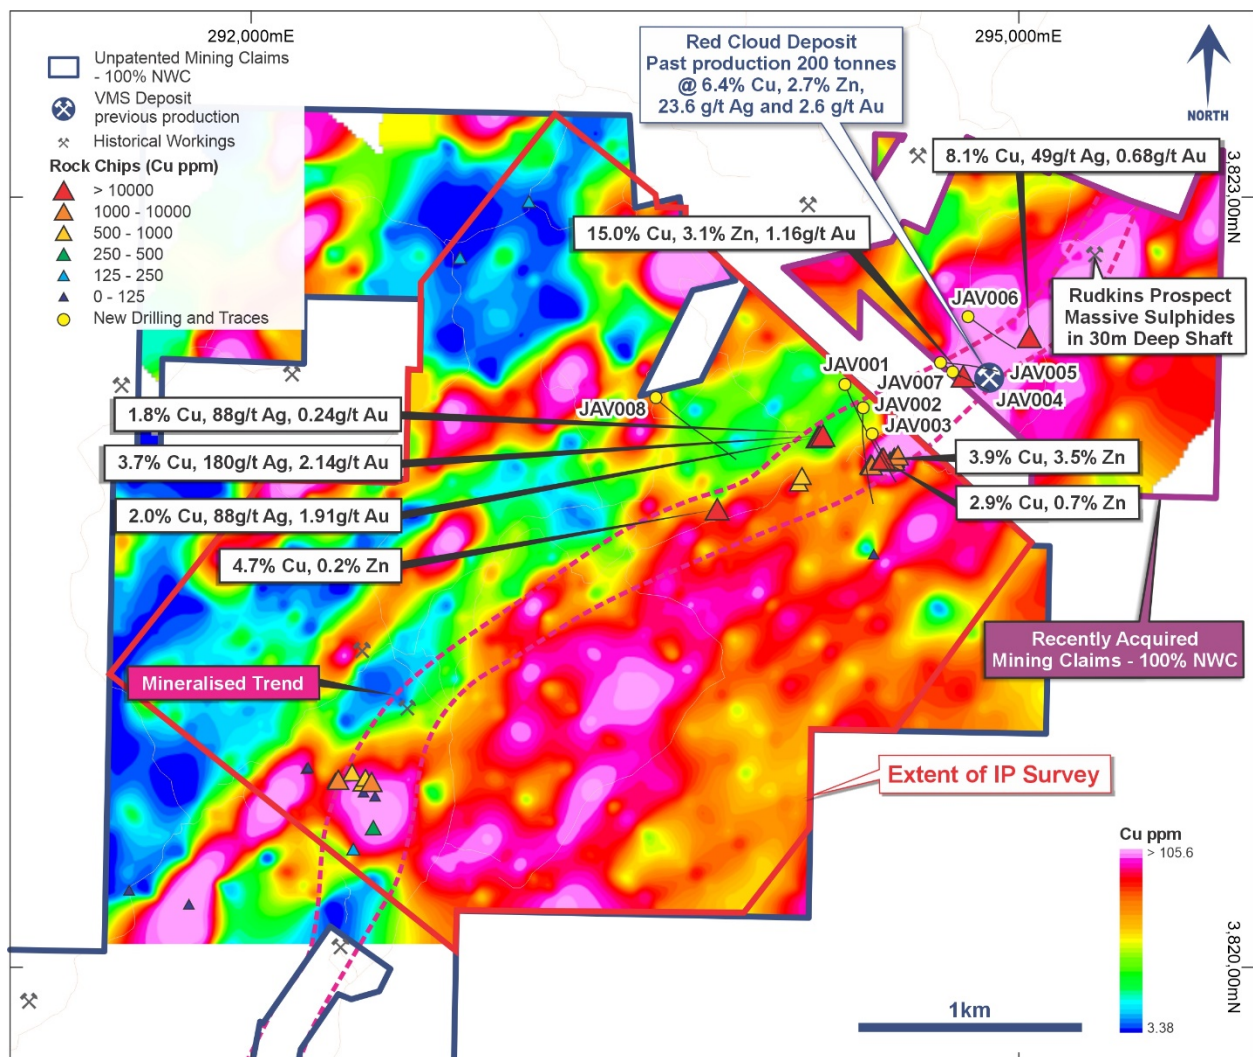 292,000mE
295,000mE
Unpatented Mining Claims
- 100% NWC
VMS Deposit
previous production
Historical Workings
Rock Chips (Cu ppm)
> 10000
1000 - 10000
500 - 1000
250 - 500
125 - 250
0 - 125
New Drilling and Traces
Red Cloud Deposit
Past production 200 tonnes
@ 6.4% Cu, 2.7% Zn,
23.6 g/t Ag and 2.6 g/t Au
NORTH
8.1% Cu, 49g/t Ag, 0.68g/t Au
3,823,00mN
15.0% Cu, 3.1% Zn, 1.16g/t Au
JAV006
Rudkins Prospect
Massive Sulphides
in 30m Deep Shaft
JAV001
JAV007
JAV005
JAV008
JAV002
JAV004
JAV003
1.8% Cu, 88g/t Ag, 0.24g/t Au
3.7% Cu, 180g/t Ag, 2.14g/t Au
3.9% Cu, 3.5% Zn
2.0% Cu, 88g/t Ag, 1.91g/t Au
2.9% Cu, 0.7% Zn
4.7% Cu, 0.2% Zn
Recently Acquired
Mining Claims - 100% NWC
Mineralised Trend
Extent of IP Survey
Cu ppm
> 105.6
3.38
3,820,00mN
1km